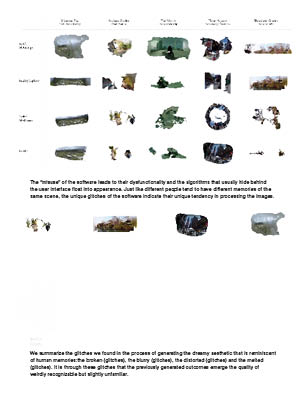 The "misuse" of the software leads to their dysfunctionality and the algorithms that usually hide behind
the user interface float into appearance. Just like different people tend to have different memories of the
same scene, the unique glitches of the software indicate their unique tendency in processing the images.
We summarize the glitches we found in the process of generating the dreamy aesthetic that is reminiscent
of human memories: the broken (glitches), the blurry (glitches), the distorted (glitches) and the melted
(glitches). It is through these glitches that the previously generated outcomes emerge the quality of
weirdly recognizable but slightly unfamiliar.